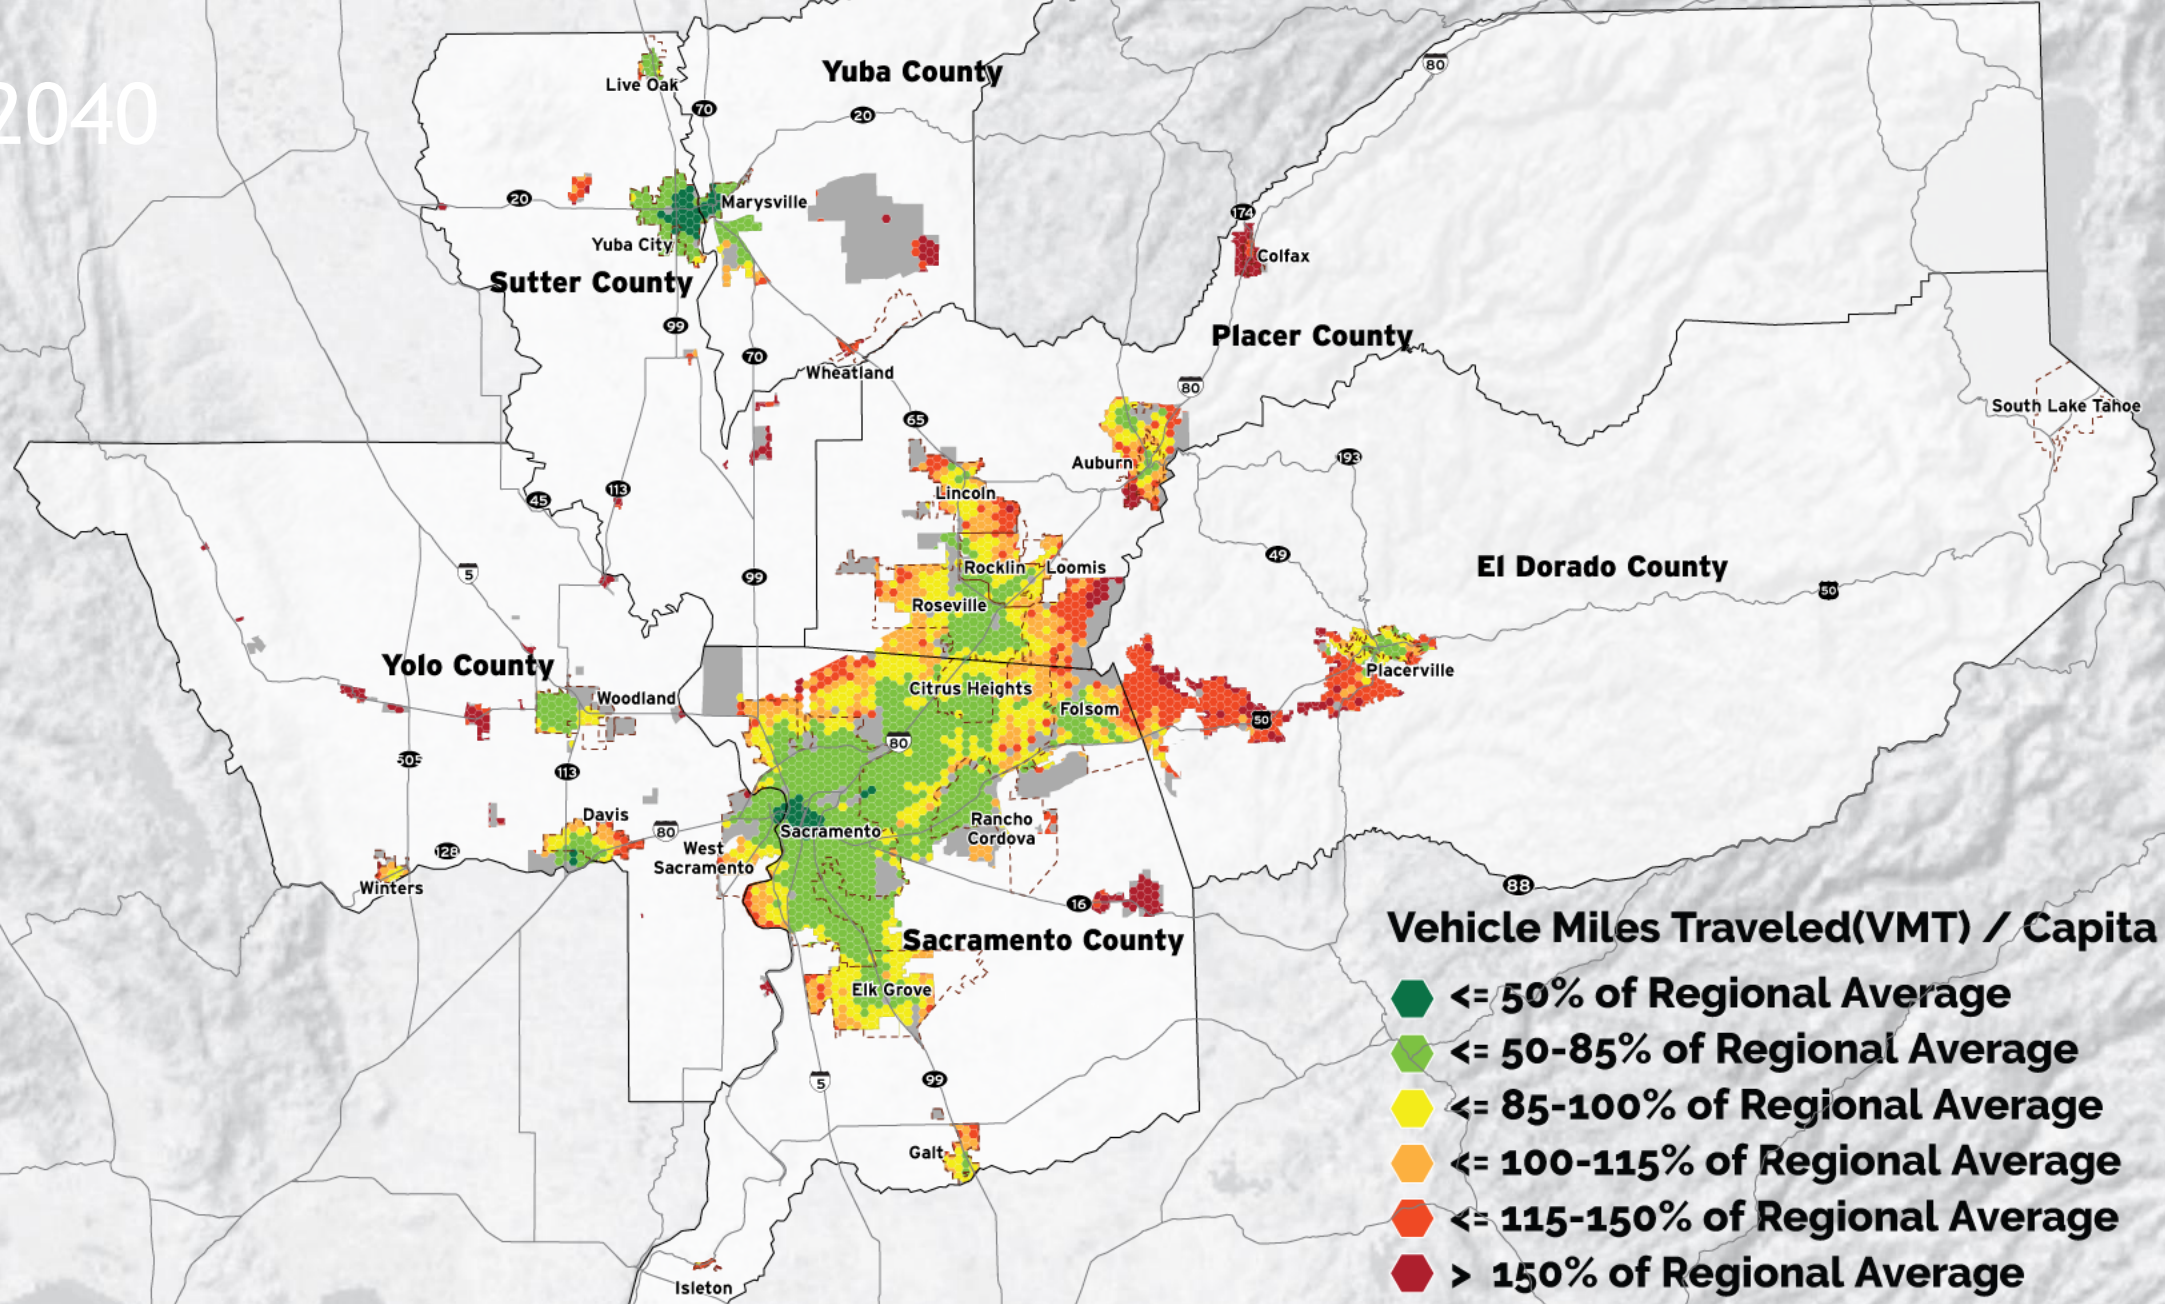 2040
Yuba County
Live Oak
70
20
80
20
Marysville
174
Yuba City
Colfax
Sutter County
99
Placer County
70
Wheatland
80
South Lake Tahoe
65
193
Auburn
113
Lincoln
45
49
Rocklin
Loomis
El Dorado County
5
99
50
Roseville
Yolo County
Placerville
Citrus Heights
Woodland
Folsom
50
80
505
113
Davis
Rancho
Cordova
80
Sacramento
West
Sacramento
128
Winters
88
16
Sacramento County
Elk Grove
5
99
Galt
Isleton
Vehicle Miles Traveled(VMT) / Capita
<= 50% of Regional Average
<= 50-85% of Regional Average
<= 85-100% of Regional Average
<= 100-115% of Regional Average
<= 115-150% of Regional Average
> 150% of Regional Average